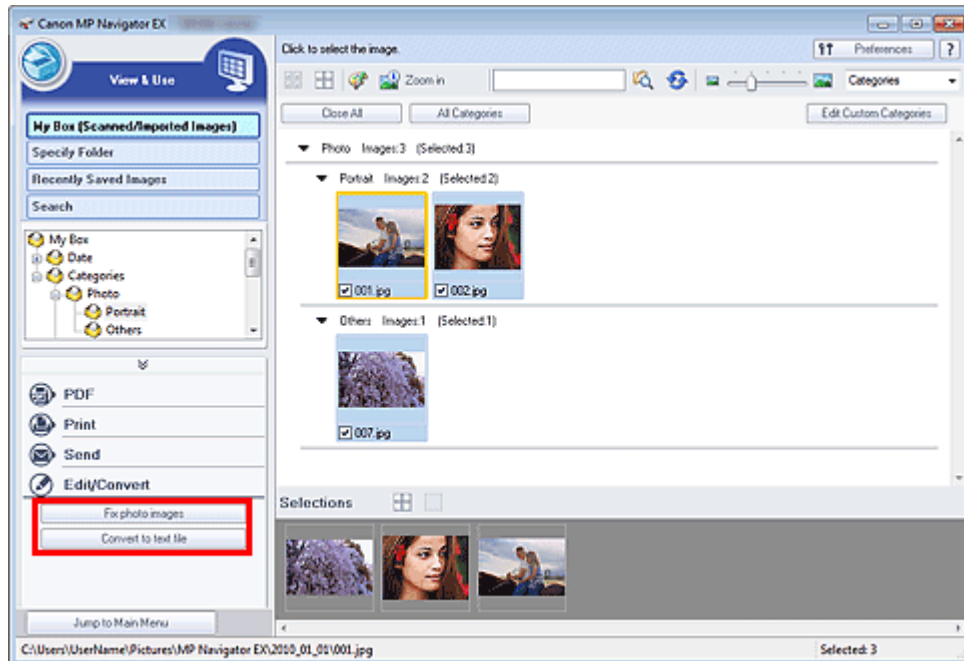 Canon MP Navigator EX
View & Use
My Box (Scanned/Imported Images)
Specify Folder
Recently Saved Images
Search
My Box
Date
Categories
Photo
Portrait
Others
PDF
Print
Send
Edit/Convert
Fix photo images
Convert to text file
Jump to Main Menu
Click to select the image.
Preferences
?
Zoom in
Categories
Close All
All Categories
Edit Custom Categories
Photo Images:3 (Selected:3)
Portrait Images:2 (Selected:2)
001.jpg
002.jpg
Others Images:1 (Selected:1)
007.jpg
Selections
C:\Users\UserName\Pictures\MP Navigator EX\2010_01_01\001.jpg
Selected: 3